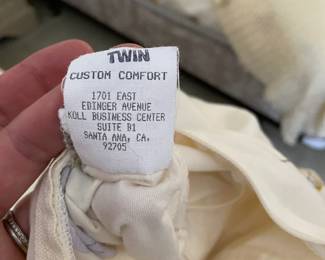 TWIN
CUSTOM COMFORT
1701 EAST
EDINGER AVENUE
KOLL BUSINESS CENTER
SUITE B1
SANTA ANA, CA,
92705